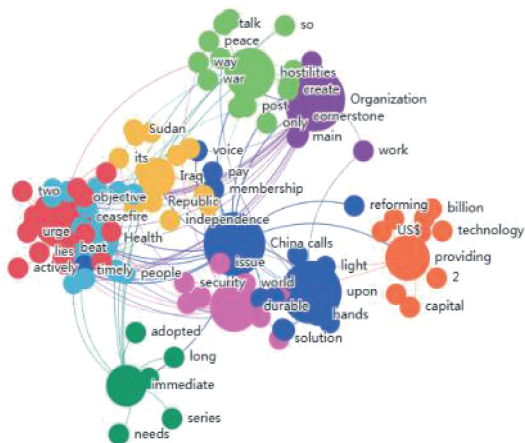 talk
so
peace
way
hostilities
war
create
Organization
post
cornerstone
only
Sudan
main
voice
work
its
Iraq
pay
two
membership
objective
Republic
reforming
billion
ceasefire
independence
urge
Health
US$
technology
beat
China calls
lies
providing
issue
actively
timely
people
light
2
security
world
upon
durable
capital
hands
adopted
solution
long
immediate
series
needs